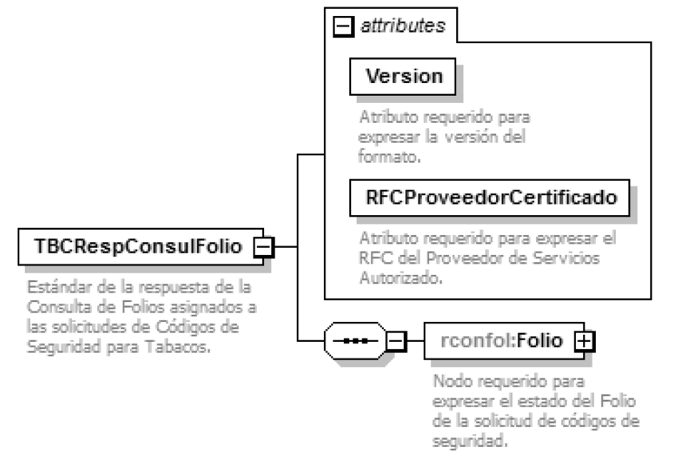 attributes
Version
Atributo requerido para
expresar la versión del
formato.
RFCProveedorCertificado
Atributo requerido para expresar el
RFC del Proveedor de Servicios
Autorizado.
TBCRespConsulFolio
Estándar de la respuesta de la
Consulta de Folios asignados a
las solicitudes de Códigos de
Seguridad para Tabacos.
rconfol:Folio
Nodo requerido para
expresar el estado del Folio
de la solicitud de códigos de
seguridad.